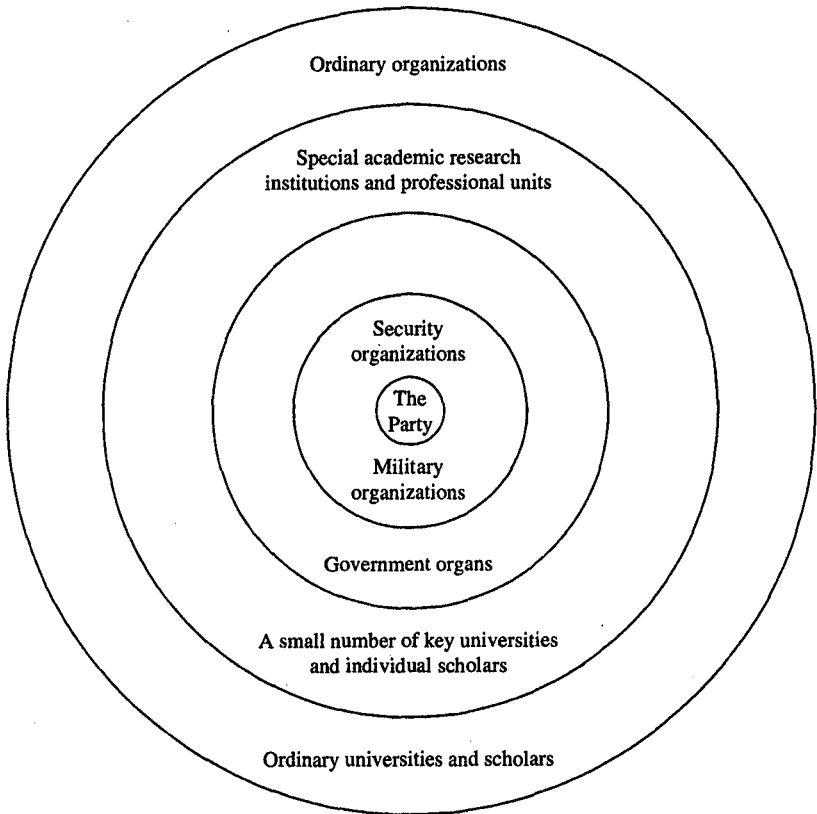 Ordinary organizations
Special academic research
institutions and professional units
Security
organizations
The
Party
Military
organizations
Government organs
A small number of key universities
and individual scholars
Ordinary universities and scholars